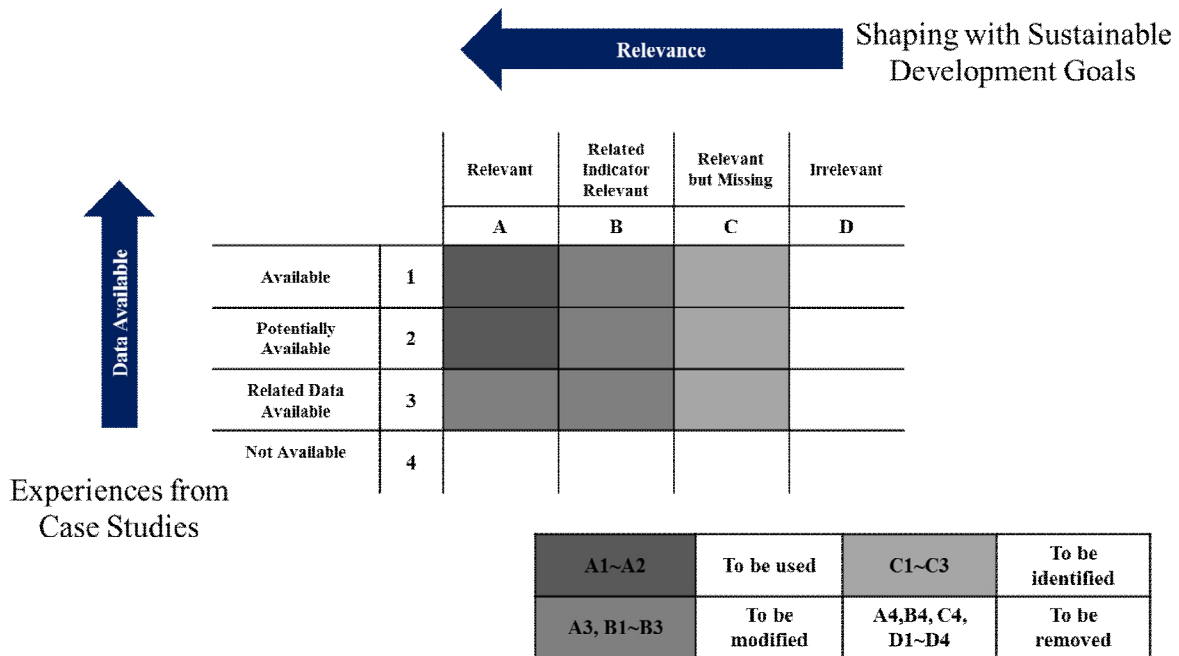 Relevance
Shaping with Sustainable
Development Goals
Relevant
Related
Indicator
Relevant
Relevant
but Missing
Irrelevant
A
B
C
D
Data Available
Available
1
Potentially
Available
2
Related Data
Available
3
Not Available
4
Experiences from
Case Studies
A1~A2
To be used
C1~C3
To be
identified
A3, B1~B3
To be
modified
A4,B4, C4,
D1~D4
To be
removed